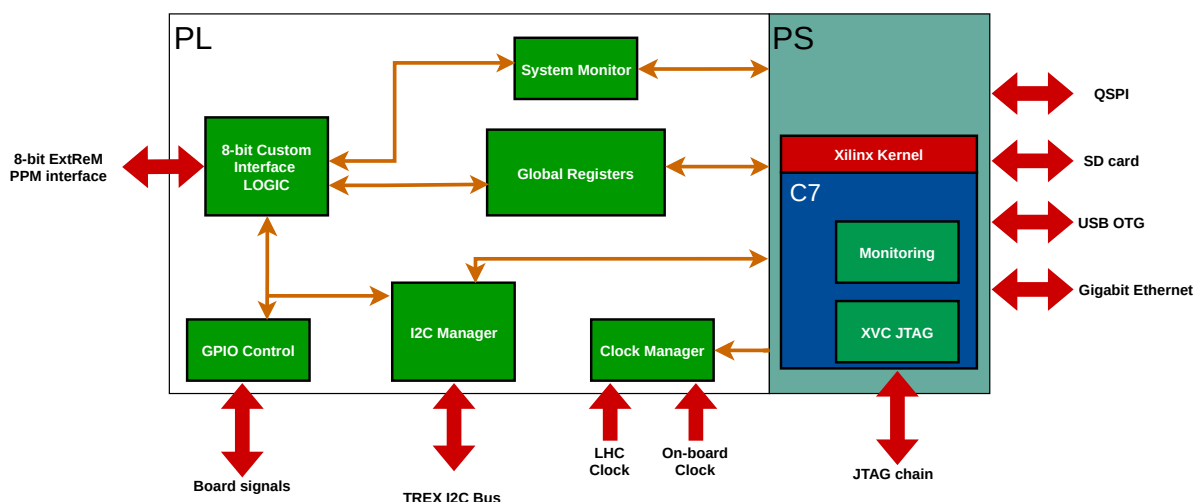 PL
PS
System Monitor
QSPI
8-bit Custom
Interface
LOGIC
Xilinx Kernel
SD card
8-bit ExtReM
PPM interface
Global Registers
C7
USB OTG
Monitoring
Gigabit Ethernet
I2C Manager
XVC JTAG
GPIO Control
Clock Manager
LHC
Clock
On-board
Clock
JTAG chain
Board signals
TREX I2C Bus